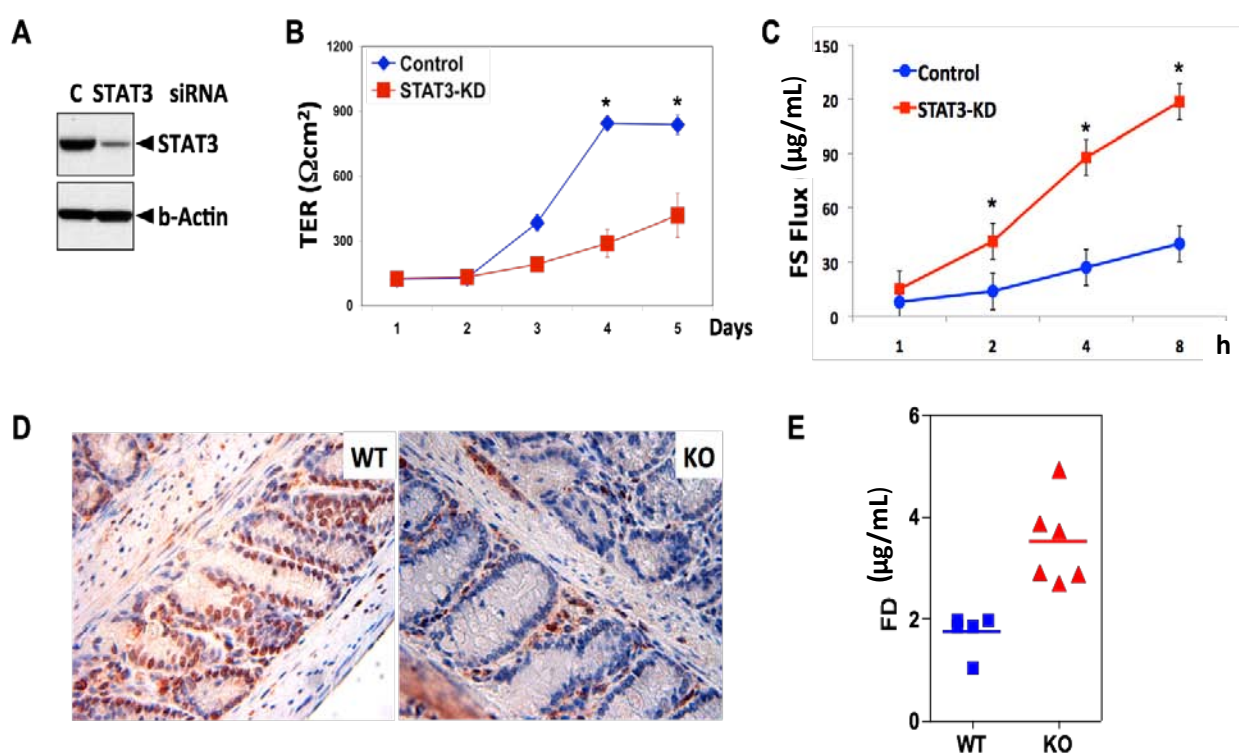 A
C STAT3 siRNA
STAT3
b-Actin
B
1200
900
600
300
0
TER (Ωcm²)
Control
STAT3-KD
*
*
1 2 3 4 5 Days
C
150
20
90
60
30
0
FS Flux (µg/mL)
Control
STAT3-KD
*
*
*
1 2 4 8 h
D
WT
KO
E
6
4
2
0
FD (µg/mL)
WT KO